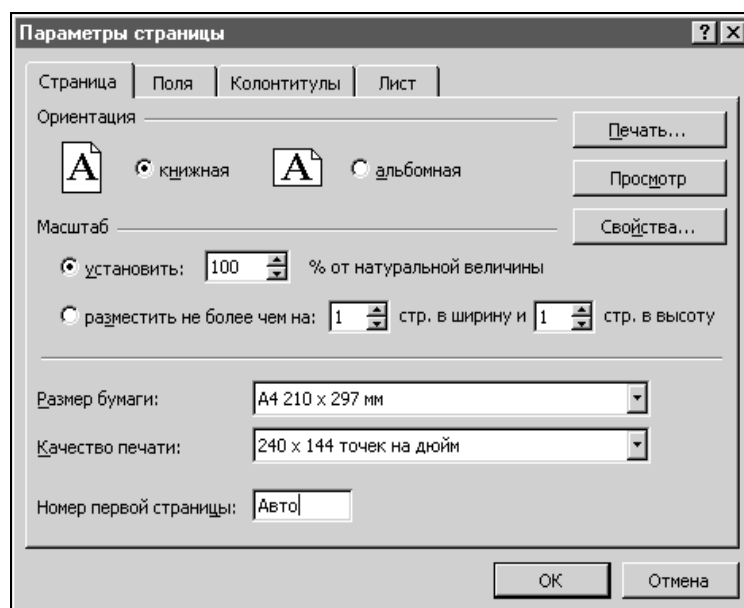 Параметры страницы
Страница Поля Колонтитулы Лист
Ориентация
Печать...
А книжная А альбомная
Просмотр
Масштаб
Свойства...
установить: 100 % от натуральной величины
разместить не более чем на: 1 стр. в ширину и 1 стр. в высоту
Размер бумаги: А4 210 x 297 мм
Качество печати: 240 x 144 точек на дюйм
Номер первой страницы: Авто
ОК Отмена